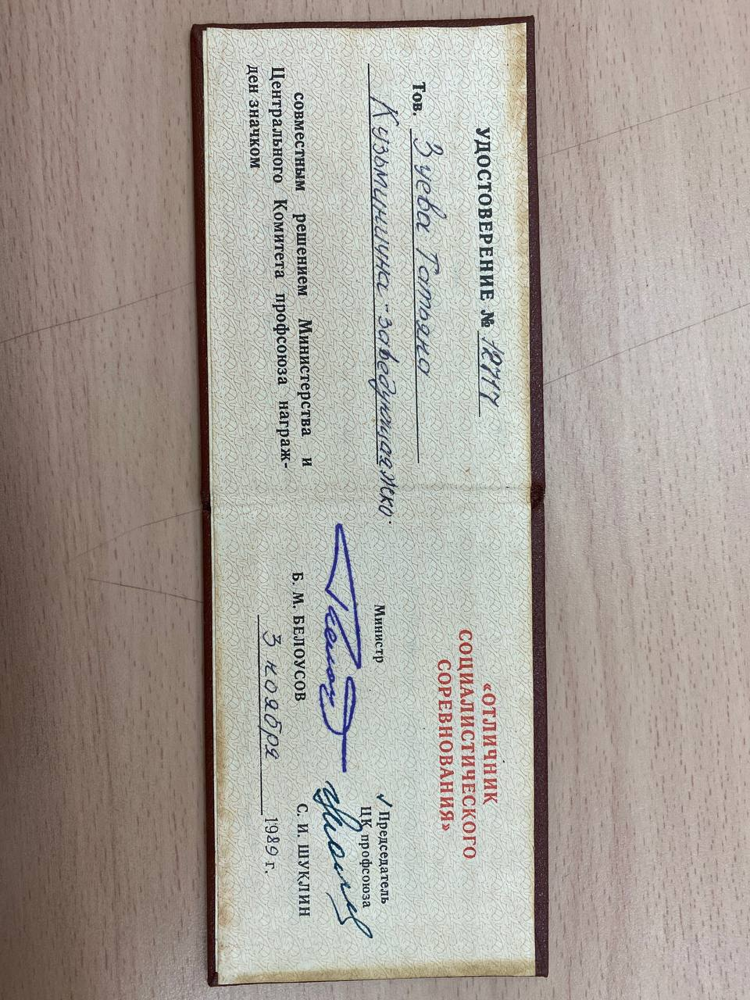 УДОСТОВЕРЕНИЕ № 12717
Тов. Зуева Татьяна
Кузьминична - заведующая ЖКО.
совместным решением Министерства и
Центрального Комитета профсоюза награж-
ден значком
«ОТЛИЧНИК
СОЦИАЛИСТИЧЕСКОГО
СОРЕВНОВАНИЯ»
Министр
Б. М. БЕЛОУСОВ
✓ Председатель
ЦК профсоюза
С. И. ШУКЛИН
3 ноября 1989 г.